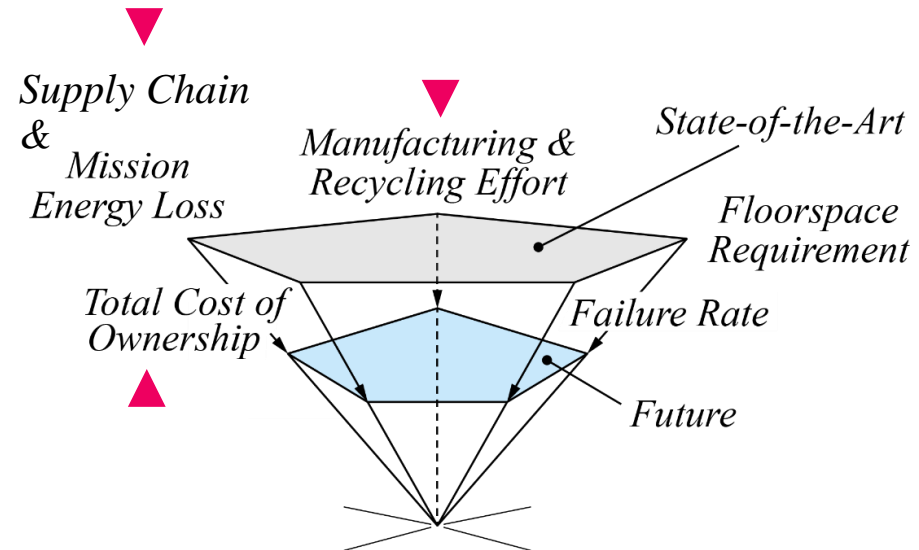 Supply Chain
&
Mission
Energy Loss
Manufacturing &
Recycling Effort
State-of-the-Art
Floorspace
Requirement
Total Cost of
Ownership
Failure Rate
Future